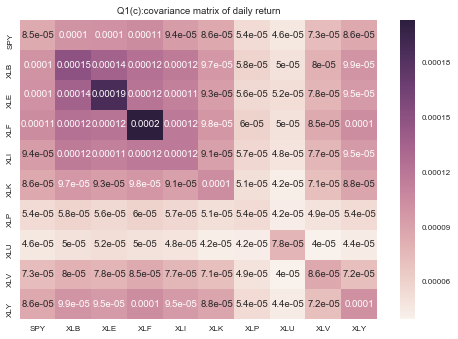 Q1(c):covariance matrix of daily return
SPY 8.5e-05 0.0001 0.0001 0.00011 9.4e-05 8.6e-05 5.4e-05 4.6e-05 7.3e-05 8.6e-05
XLB 0.0001 0.00015 0.00014 0.00012 0.00012 9.7e-05 5.8e-05 5e-05 8e-05 9.9e-05
XLE 0.0001 0.00014 0.00019 0.00012 0.00011 9.3e-05 5.6e-05 5.2e-05 7.8e-05 9.5e-05
XLF 0.00011 0.00012 0.00012 0.0002 0.00012 9.8e-05 6e-05 5e-05 8.5e-05 0.0001
XLI 9.4e-05 0.00012 0.00011 0.00012 0.00012 9.1e-05 5.7e-05 4.8e-05 7.7e-05 9.5e-05
XLK 8.6e-05 9.7e-05 9.3e-05 9.8e-05 9.1e-05 0.0001 5.1e-05 4.2e-05 7.1e-05 8.8e-05
XLP 5.4e-05 5.8e-05 5.6e-05 6e-05 5.7e-05 5.1e-05 5.4e-05 4.2e-05 4.9e-05 5.4e-05
XLU 4.6e-05 5e-05 5.2e-05 5e-05 4.8e-05 4.2e-05 4.2e-05 7.8e-05 4e-05 4.4e-05
XLV 7.3e-05 8e-05 7.8e-05 8.5e-05 7.7e-05 7.1e-05 4.9e-05 4e-05 8.6e-05 7.2e-05
XLY 8.6e-05 9.9e-05 9.5e-05 0.0001 9.5e-05 8.8e-05 5.4e-05 4.4e-05 7.2e-05 0.0001
SPY XLB XLE XLF XLI XLK XLP XLU XLV XLY
0.00018
0.00015
0.00012
0.00009
0.00006